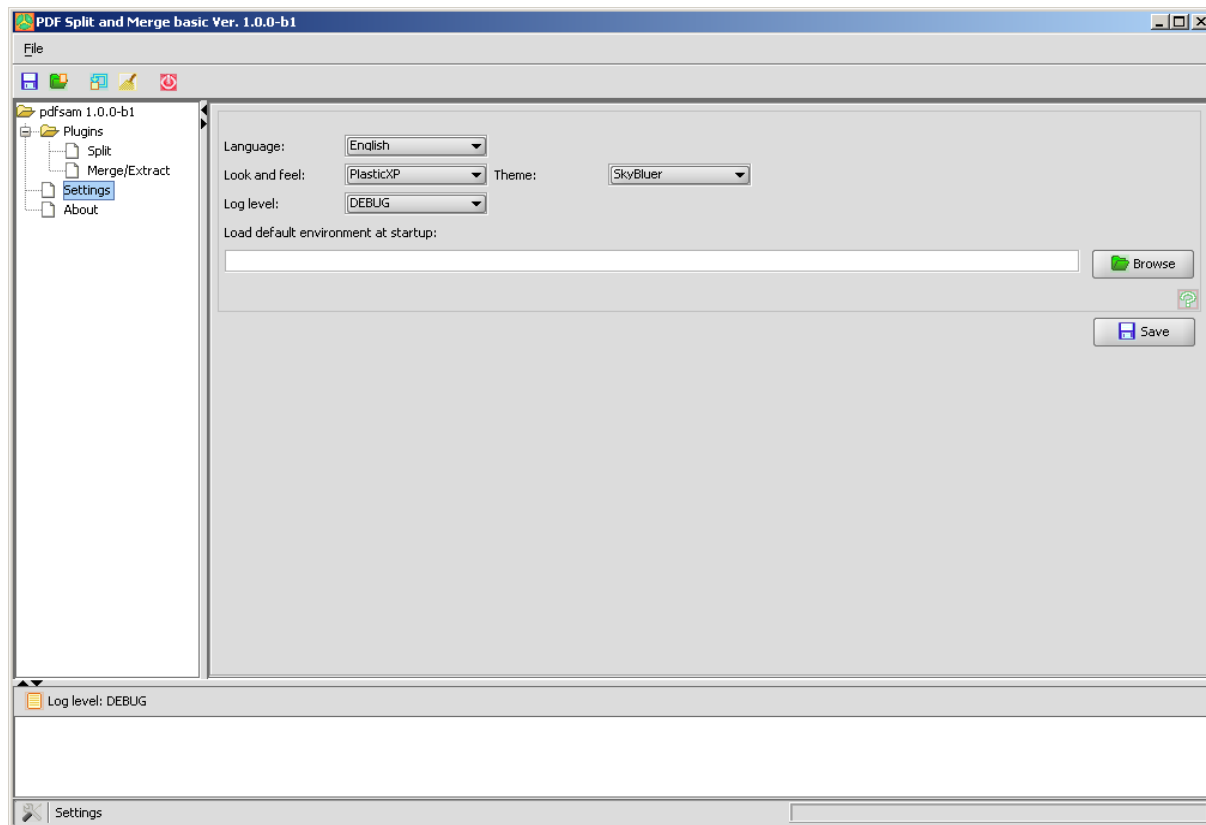 PDF Split and Merge basic Ver. 1.0.0-b1
File
pdfsam 1.0.0-b1
Plugins
Split
Merge/Extract
Settings
About
Language: English
Look and feel: PlasticXP Theme: SkyBluer
Log level: DEBUG
Load default environment at startup:
Browse
Save
Log level: DEBUG
Settings